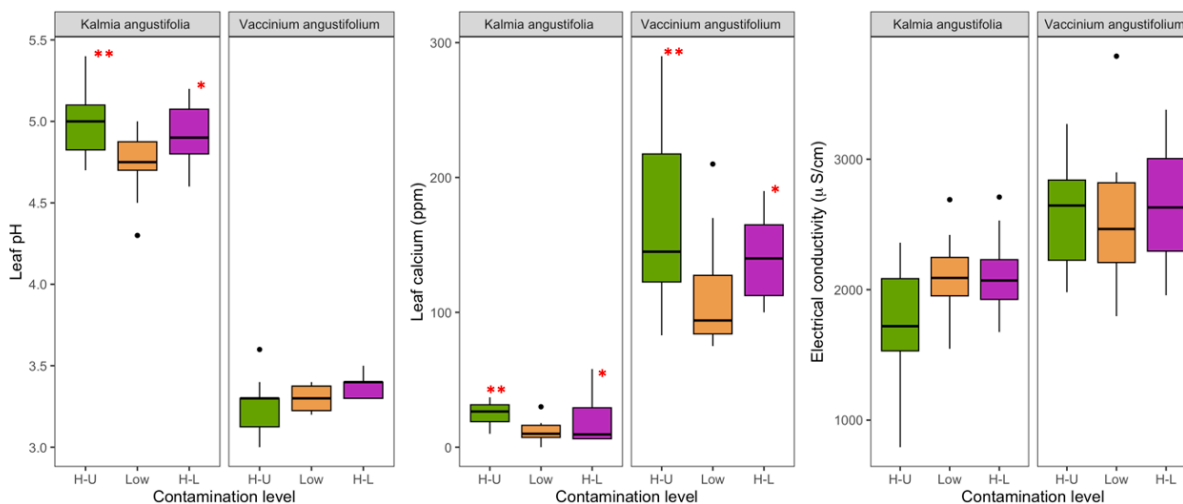 Kalmia angustifolia
Vaccinium angustifolium
5.5
5.0
4.5
4.0
3.5
3.0
Leaf pH
**
*
H-U
Low
H-L
H-U
Low
H-L
Contamination level
Kalmia angustifolia
Vaccinium angustifolium
300
200
100
0
Leaf calcium (ppm)
**
*
**
*
H-U
Low
H-L
H-U
Low
H-L
Contamination level
Kalmia angustifolia
Vaccinium angustifolium
3000
2000
1000
Electrical conductivity (μ S/cm)
H-U
Low
H-L
H-U
Low
H-L
Contamination level